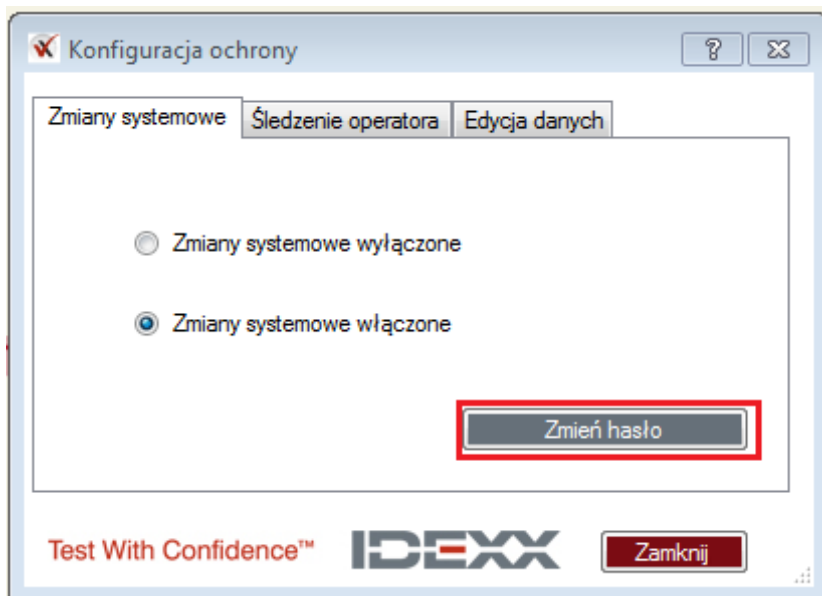 Konfiguracja ochrony
Zmiany systemowe Śledzenie operatora Edycja danych
Zmiany systemowe wyłączone
Zmiany systemowe włączone
Zmień hasło
Test With Confidence™ IDEXX Zamknij